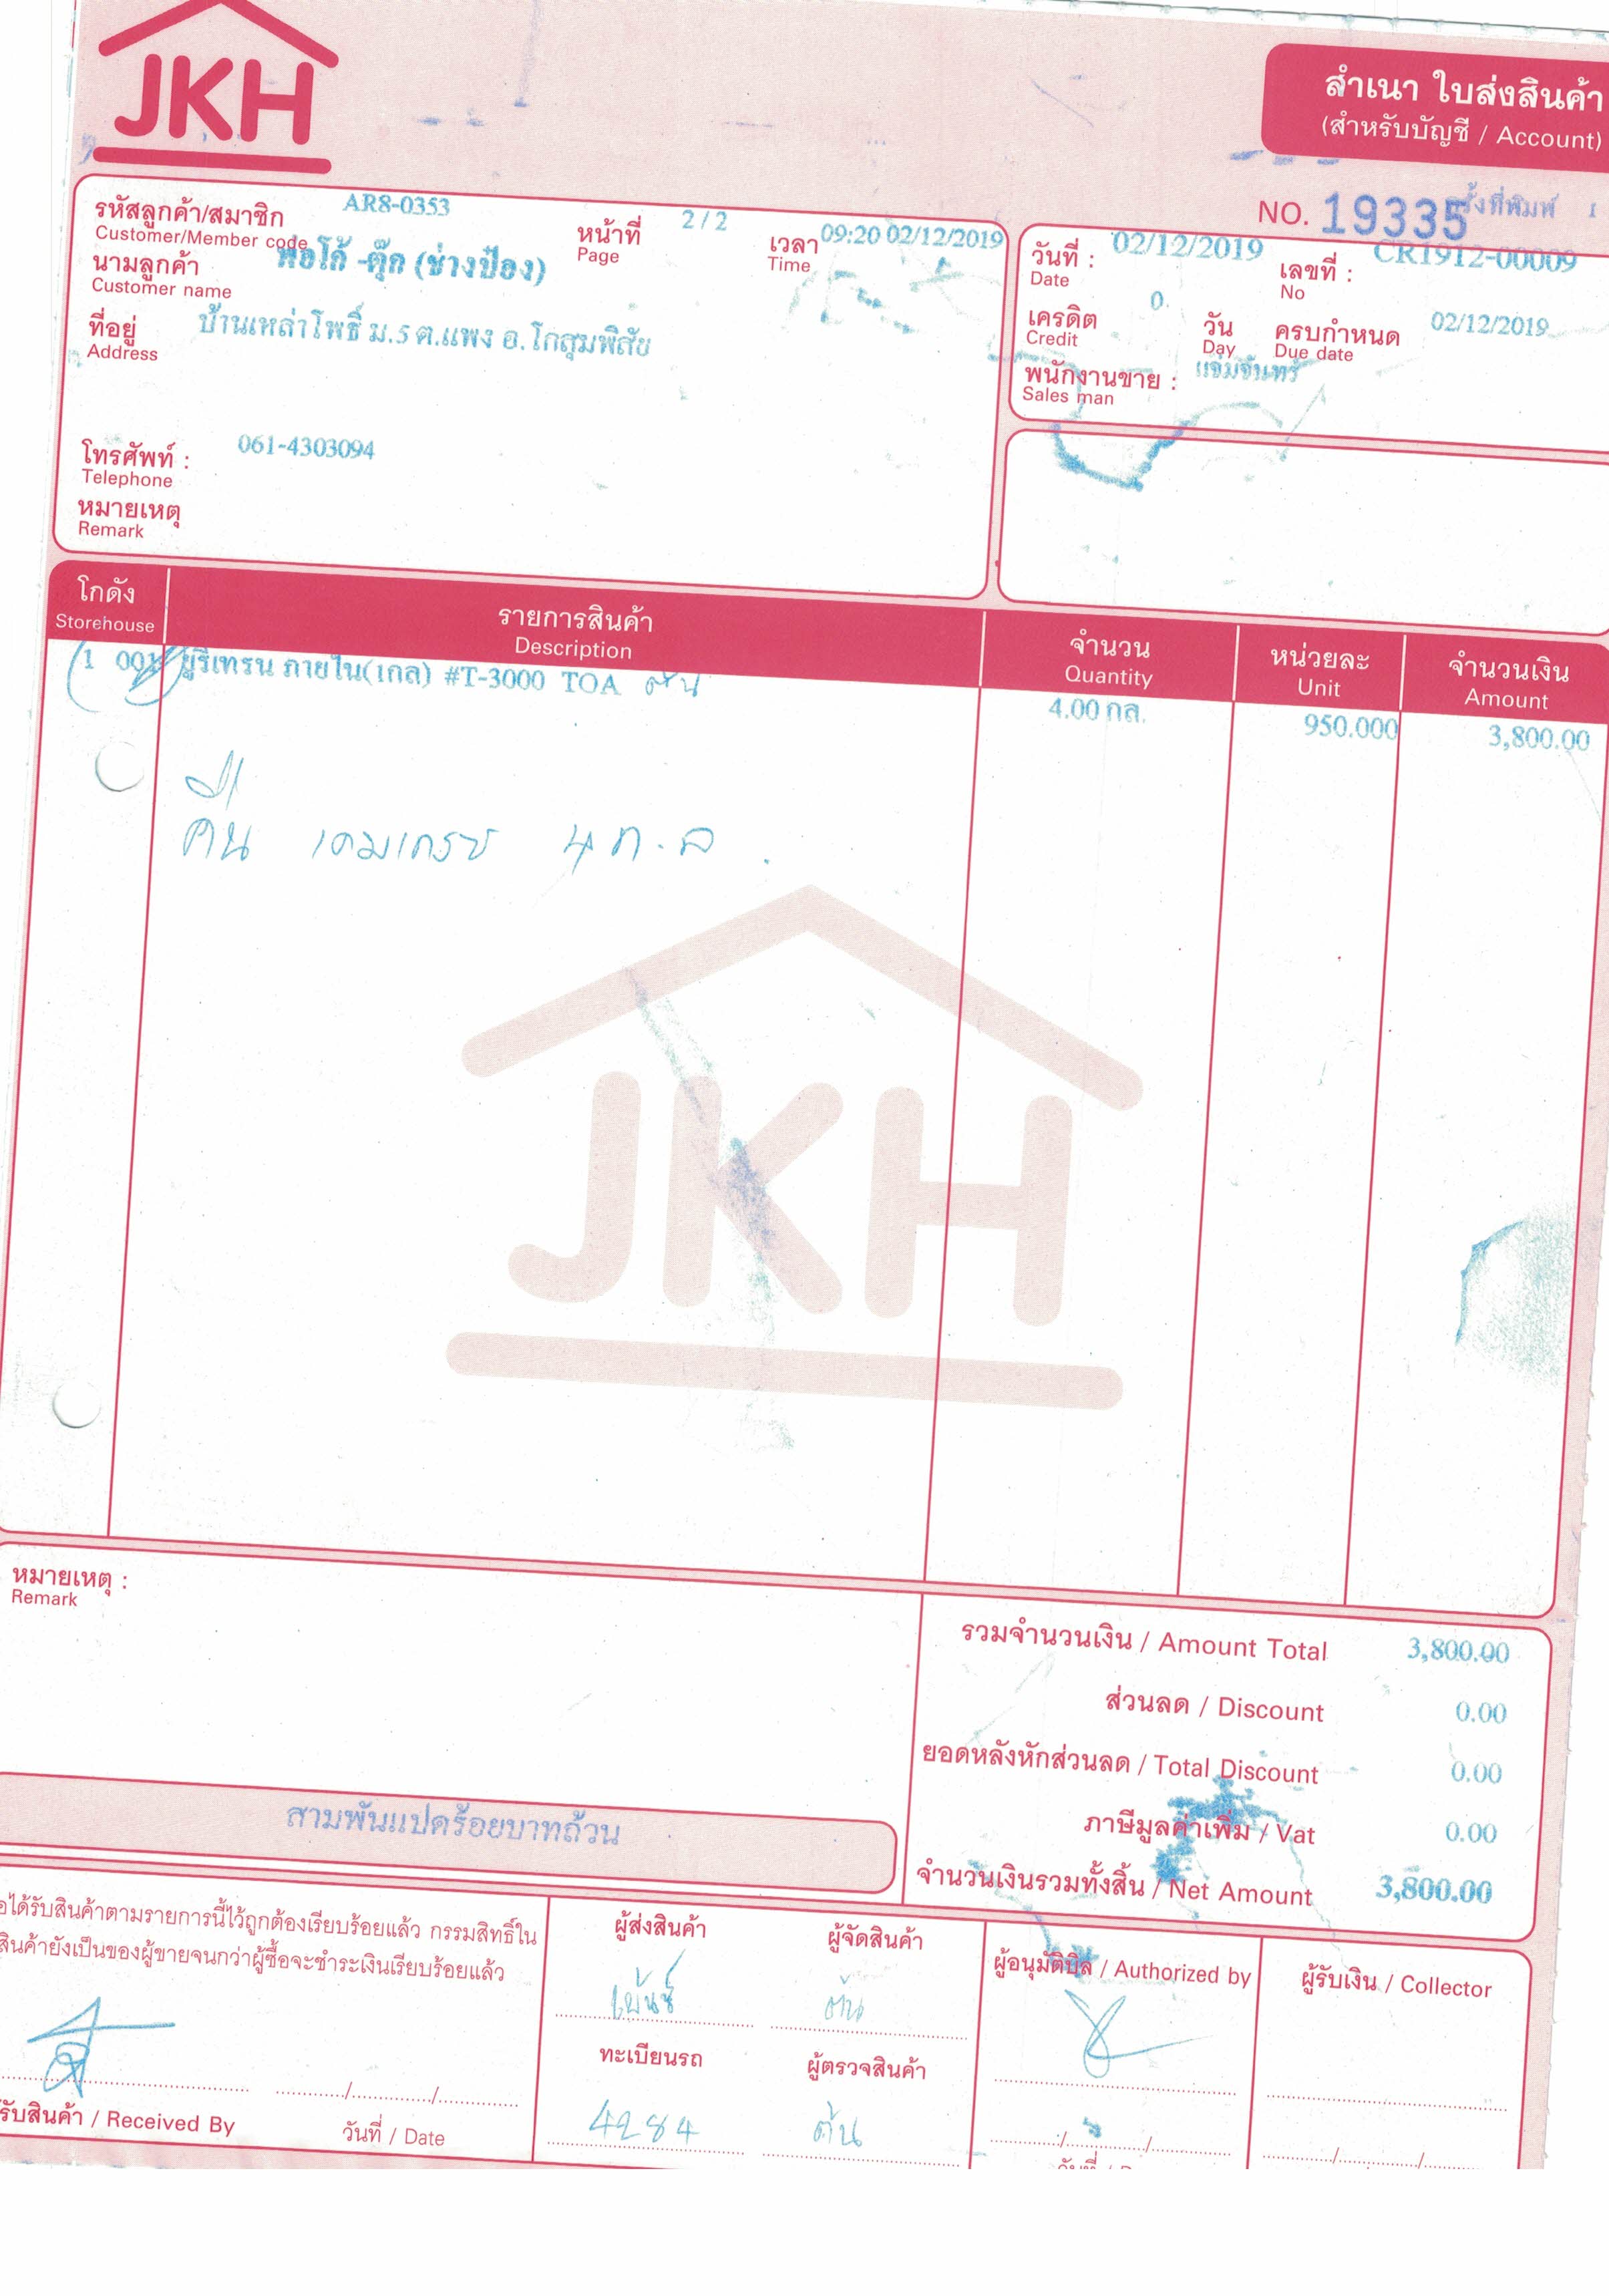 JKH
สำเนา ใบส่งสินค้า
(สำหรับบัญชี / Account)
NO. 19335 ครั้งที่พิมพ์ 1
รหัสลูกค้า/สมาชิก AR8-0353
Customer/Member code
หน้าที่ 2 / 2
Page
เวลา 09:20 02/12/2019
Time
นามลูกค้า พ่อโก้ -ตุ๊ก (ช่างป๋อง)
Customer name
ที่อยู่ บ้านเหล่าโพธิ์ ม.5 ต.แพง อ.โกสุมพิสัย
Address
โทรศัพท์ : 061-4303094
Telephone
หมายเหตุ
Remark
วันที่ : 02/12/2019
Date
เลขที่ : CR1912-00009
No
เครดิต 0 วัน
Credit Day
ครบกำหนด 02/12/2019
Due date
พนักงานขาย : แจ่มจันทร์
Sales man
โกดัง รายการสินค้า จำนวน หน่วยละ จำนวนเงิน
Storehouse Description Quantity Unit Amount
1 001 ยูรีเทรน ภายใน(1กล) #T-3000 TOA ต้น 4.00 กล. 950.000 3,800.00
คืน 4 ก.ล.
JKH
หมายเหตุ :
Remark
รวมจำนวนเงิน / Amount Total 3,800.00
ส่วนลด / Discount 0.00
ยอดหลังหักส่วนลด / Total Discount 0.00
ภาษีมูลค่าเพิ่ม / Vat 0.00
จำนวนเงินรวมทั้งสิ้น / Net Amount 3,800.00
สามพันแปดร้อยบาทถ้วน
ได้รับสินค้าตามรายการนี้ไว้ถูกต้องเรียบร้อยแล้ว กรรมสิทธิ์ใน
สินค้ายังเป็นของผู้ขายจนกว่าผู้ซื้อจะชำระเงินเรียบร้อยแล้ว
รับสินค้า / Received By
วันที่ / Date
ผู้ส่งสินค้า ผู้จัดสินค้า
เบ้นซ์ ต้น
ทะเบียนรถ ผู้ตรวจสินค้า
4284 ต้น
ผู้อนุมัติบิล / Authorized by
ผู้รับเงิน / Collector